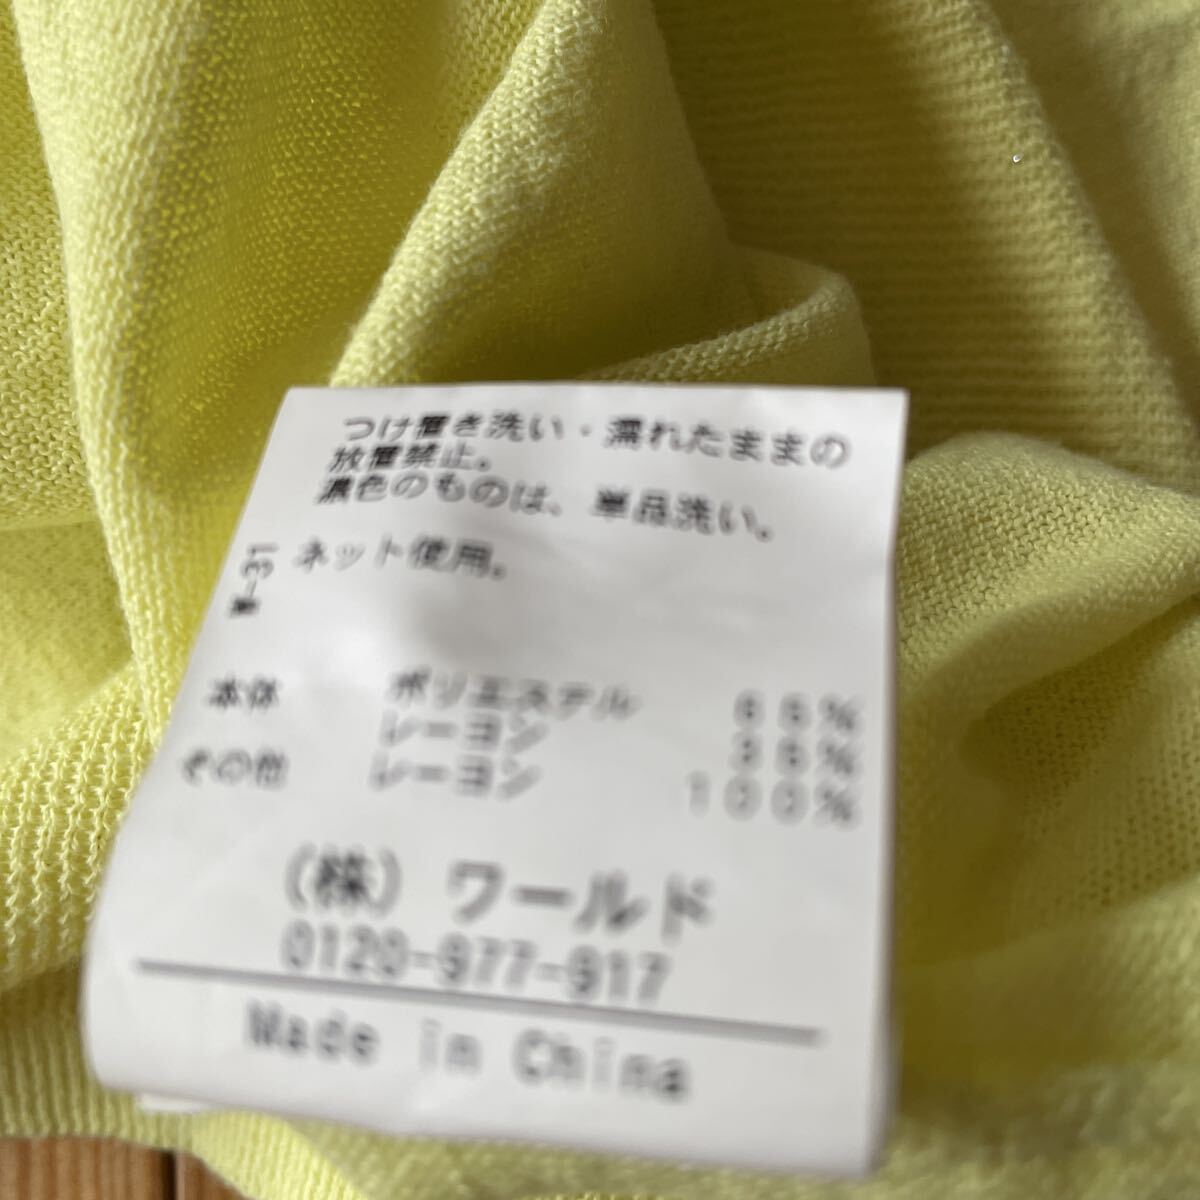 つけ置き洗い・濡れたままの
放置禁止。
濃色のものは、単品洗い。
ネット使用。
W-31
本体 ポリエステル
レーヨン
その他 レーヨン 100%
(株) ワールド
0120-977-917
Made in China